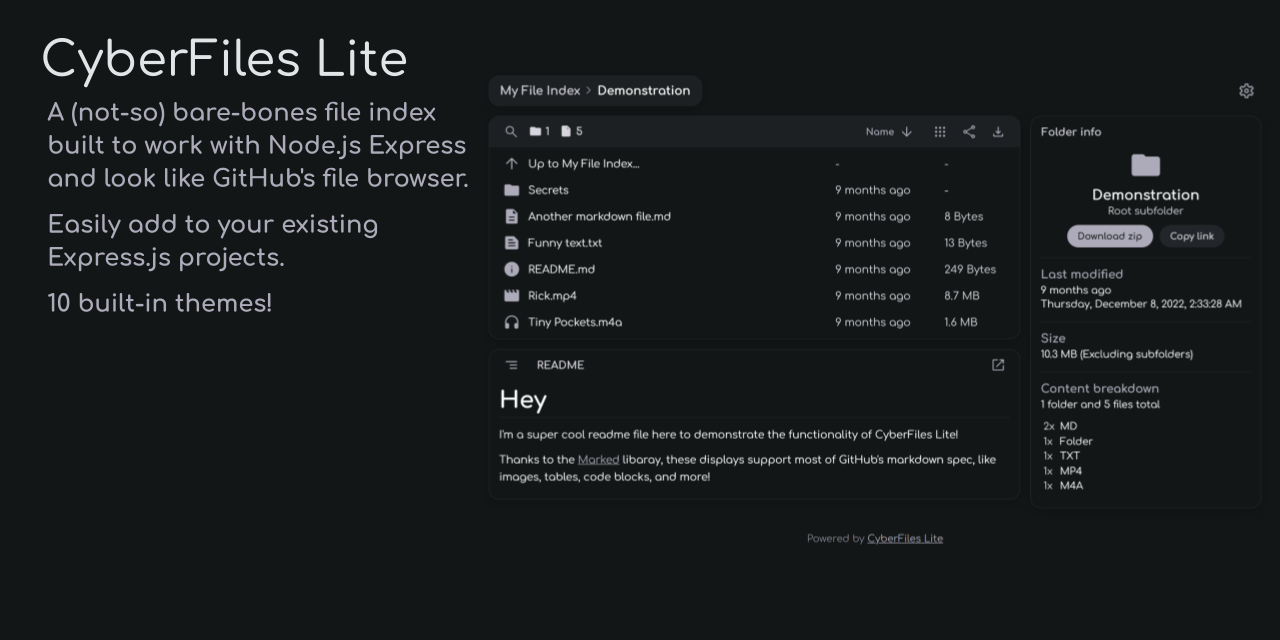 CyberFiles Lite
A (not-so) bare-bones file index
built to work with Node.js Express
and look like GitHub's file browser.
Easily add to your existing
Express.js projects.
10 built-in themes!
My File Index > Demonstration
1 5 Name
Up to My File Index... - -
Secrets 9 months ago -
Another markdown file.md 9 months ago 8 Bytes
Funny text.txt 9 months ago 13 Bytes
README.md 9 months ago 249 Bytes
Rick.mp4 9 months ago 8.7 MB
Tiny Pockets.m4a 9 months ago 1.6 MB
README
Hey
I'm a super cool readme file here to demonstrate the functionality of CyberFiles Lite!
Thanks to the Marked libaray, these displays support most of GitHub's markdown spec, like
images, tables, code blocks, and more!
Folder info
Demonstration
Root subfolder
Download zip Copy link
Last modified
9 months ago
Thursday, December 8, 2022, 2:33:28 AM
Size
10.3 MB (Excluding subfolders)
Content breakdown
1 folder and 5 files total
2x MD
1x Folder
1x TXT
1x MP4
1x M4A
Powered by CyberFiles Lite